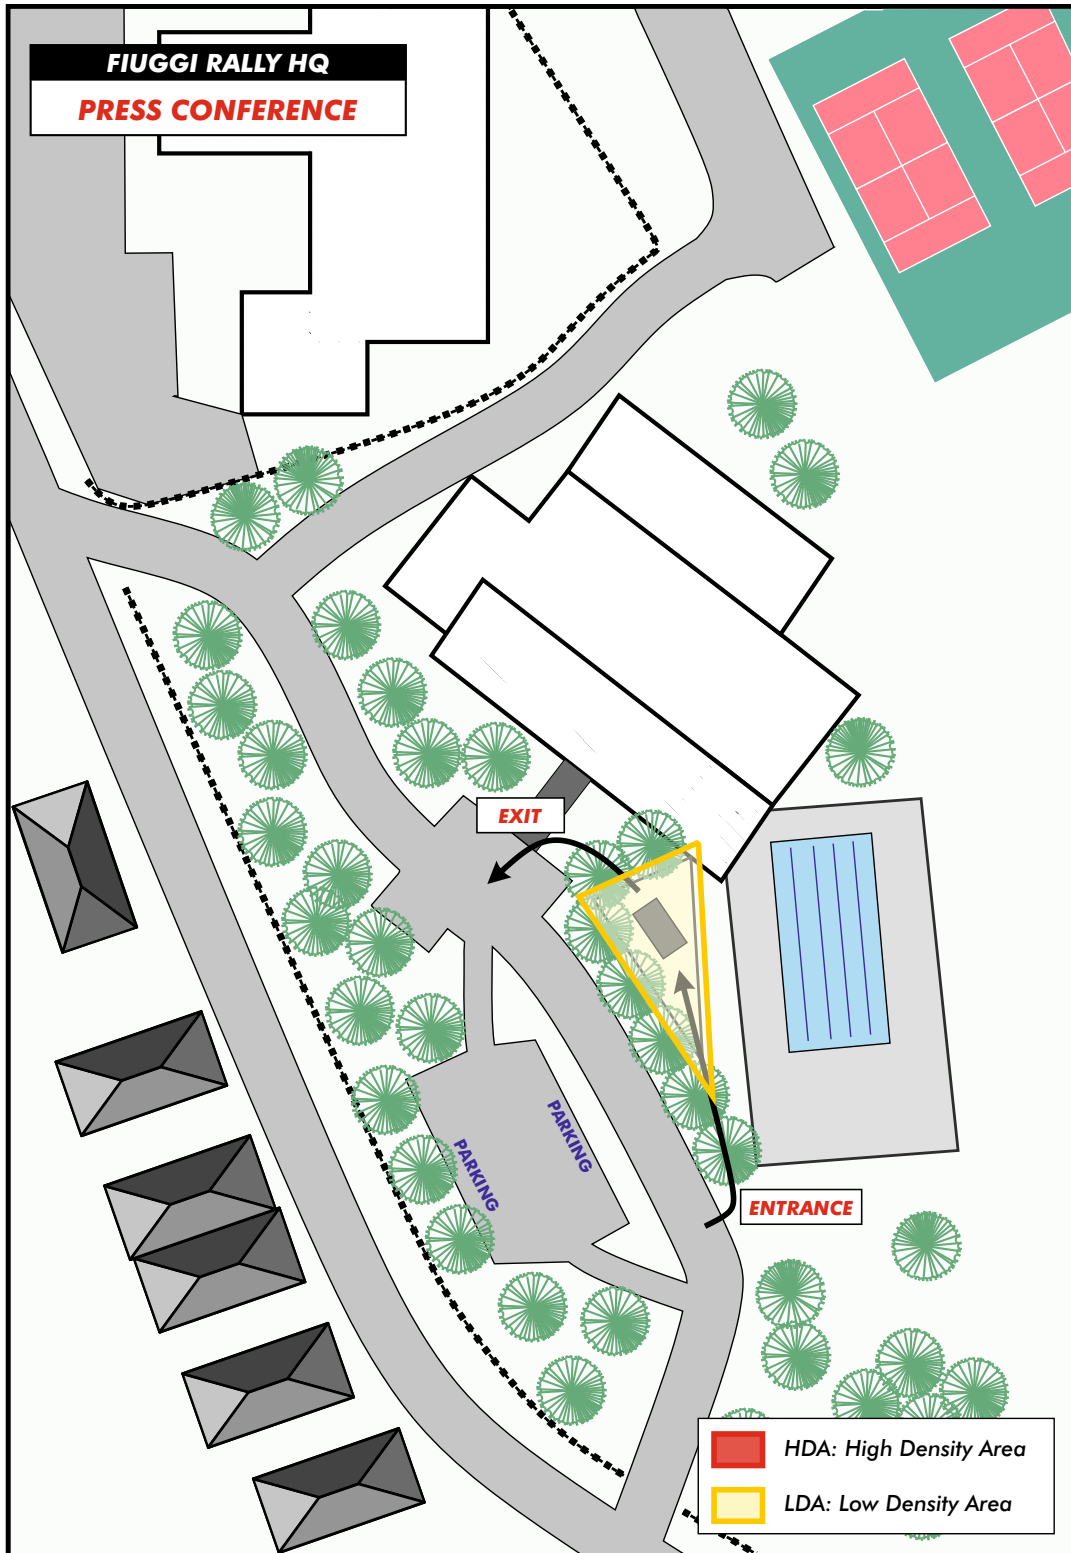 FIUGGI RALLY HQ
PRESS CONFERENCE
EXIT
PARKING
PARKING
ENTRANCE
HDA: High Density Area
LDA: Low Density Area